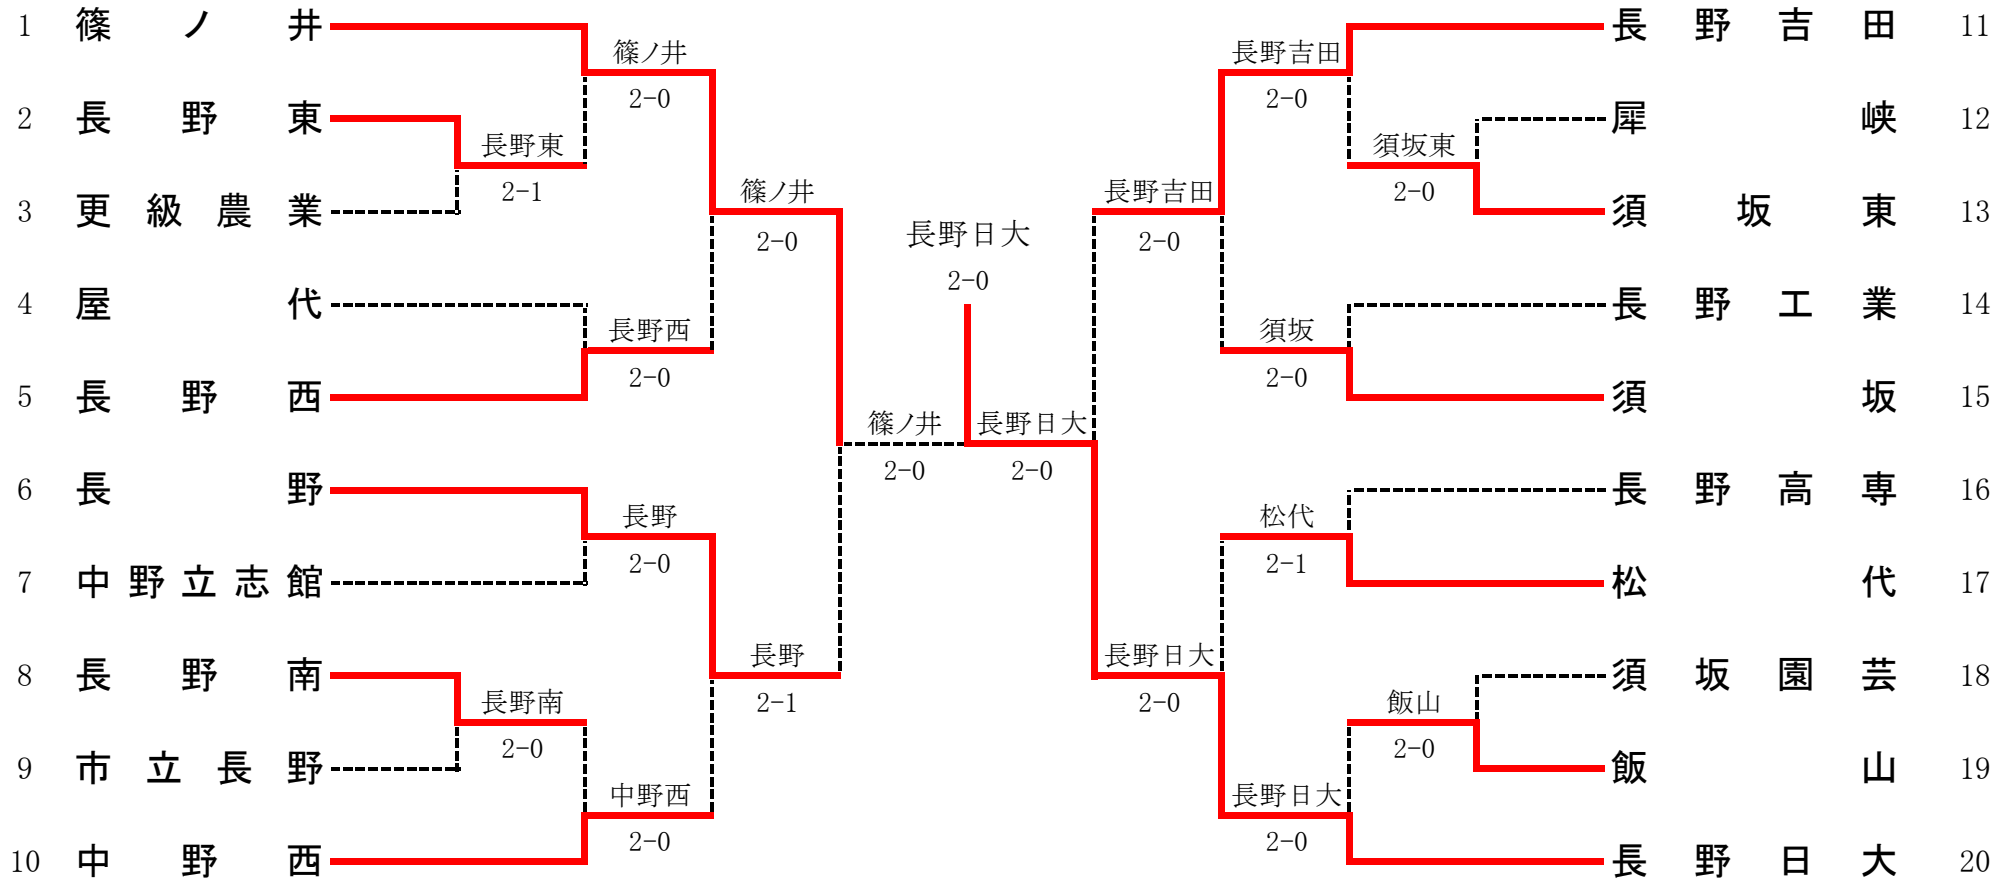 1 篠ノ井 長野吉田 11
篠ノ井 長野吉田
2-0 2-0
2 長野東 犀峡 12
長野東 須坂東
2-1 2-0
篠ノ井 長野吉田
3 更級農業 須坂東 13
2-0 長野日大 2-0
2-0
4 屋代 長野工業 14
長野西 須坂
2-0 2-0
5 長野西 須坂 15
篠ノ井 長野日大
2-0 2-0
6 長野 長野高専 16
長野 松代
2-0 2-1
7 中野立志館 松代 17
長野 長野日大
8 長野南 須坂園芸 18
長野南 2-1 2-0 飯山
2-0 2-0
9 市立長野 飯山 19
中野西 長野日大
2-0 2-0
10 中野西 長野日大 20